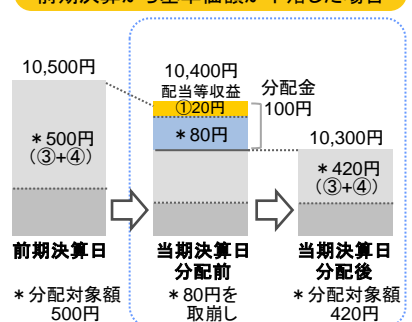 前期決算から基準価額が下落した場合
10,500円
10,400円
配当等収益
①20円
分配金
100円
*80円
10,300円
*500円
(③+④)
*420円
(③+④)
前期決算日
当期決算日
分配前
当期決算日
分配後
*分配対象額
500円
*80円を
取崩し
*分配対象額
420円